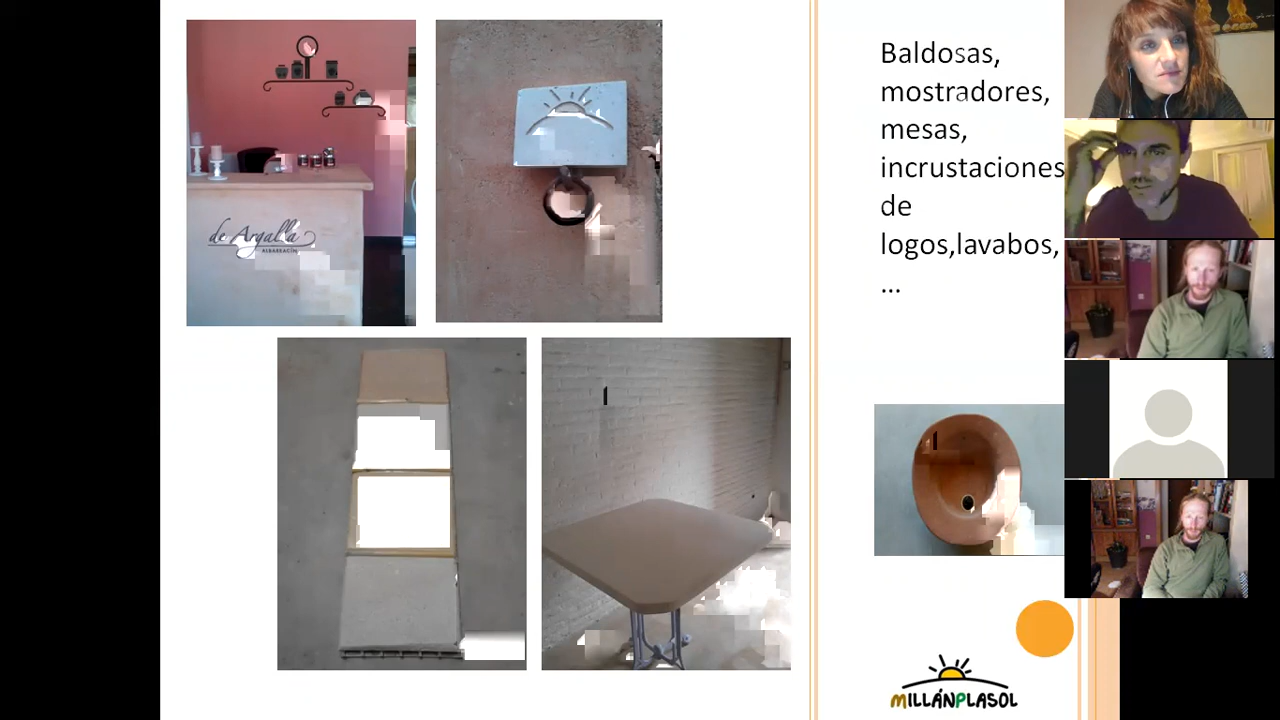 de Argalla
ALBARRACÍN
Baldosas,
mostradores,
mesas,
incrustaciones
de
logos,lavabos,
...
MILLÁNPLASOL